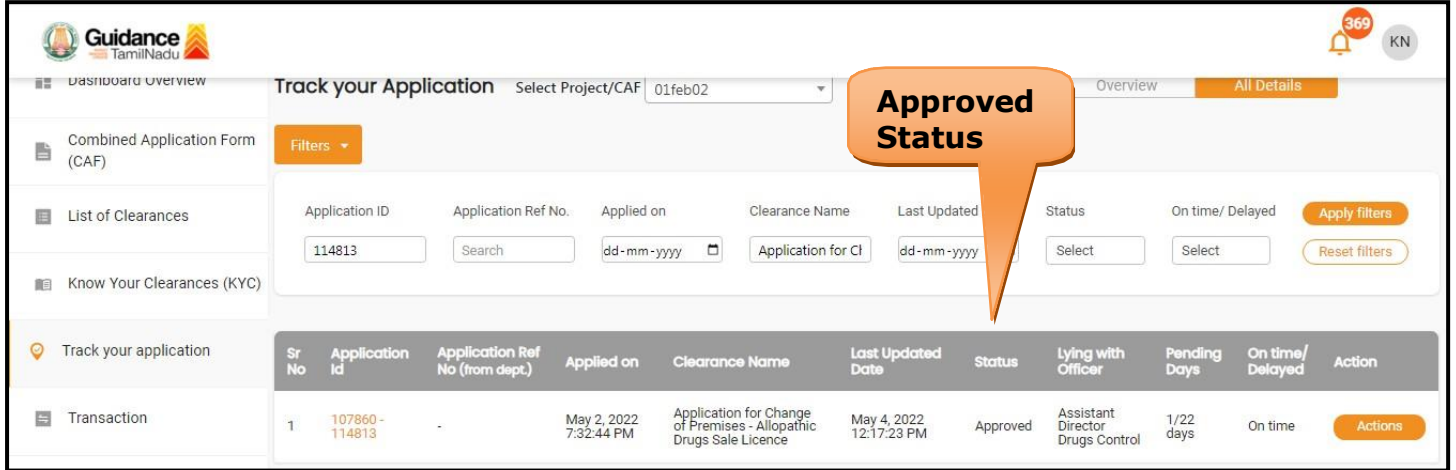 Guidance
TamilNadu
369
KN
Dashboard Overview
Track your Application Select Project/CAF 01feb02
Overview All Details
Approved
Status
Combined Application Form
(CAF)
Filters
List of Clearances
Application ID Application Ref No. Applied on Clearance Name Last Updated Status On time/ Delayed Apply filters
114813 Search dd-mm-yyyy Application for Ch dd-mm-yyyy Select Select Reset filters
Know Your Clearances (KYC)
Track your application
Sr
No
Application
Id
Application Ref
No (from dept.)
Applied on
Clearance Name
Last Updated
Date
Status
Lying with
Officer
Pending
Days
On time/
Delayed
Action
Transaction
1
107860 -
114813
-
May 2, 2022
7:32:44 PM
Application for Change
of Premises - Allopathic
Drugs Sale Licence
May 4, 2022
12:17:23 PM
Approved
Assistant
Director
Drugs Control
1/22
days
On time
Actions